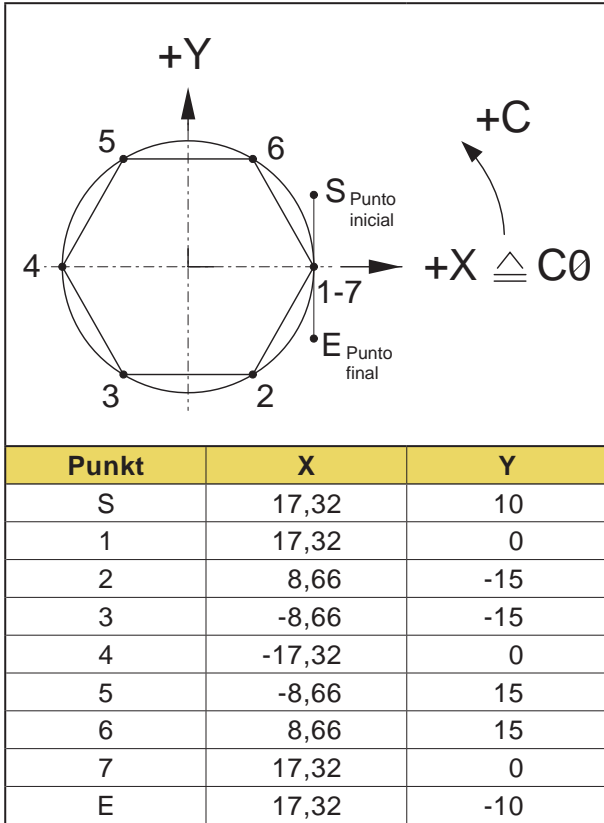 +Y
+C
5
6
S Punto
inicial
4
+X ≙ C0
1-7
E Punto
final
3
2
Punkt X Y
S 17,32 10
1 17,32 0
2 8,66 -15
3 -8,66 -15
4 -17,32 0
5 -8,66 15
6 8,66 15
7 17,32 0
E 17,32 -10